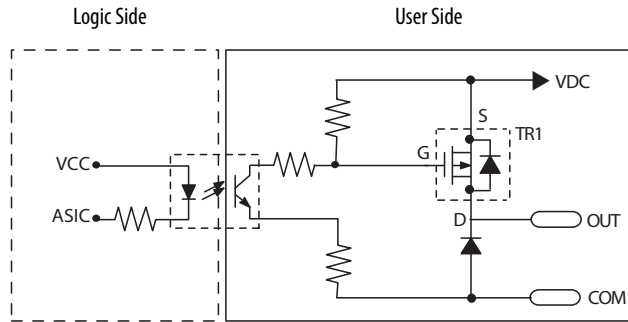 Logic Side
User Side
VDC
S
TR1
G
VCC
ASIC
D
OUT
COM